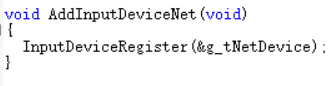 void AddInputDeviceNet(void)
{
  InputDeviceRegister(&g_tNetDevice);
}